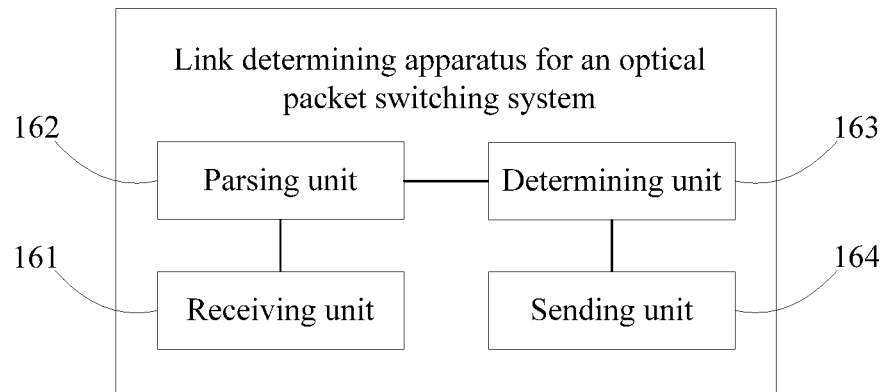 Link determining apparatus for an optical
packet switching system
162
Parsing unit
Determining unit
163
161
Receiving unit
Sending unit
164